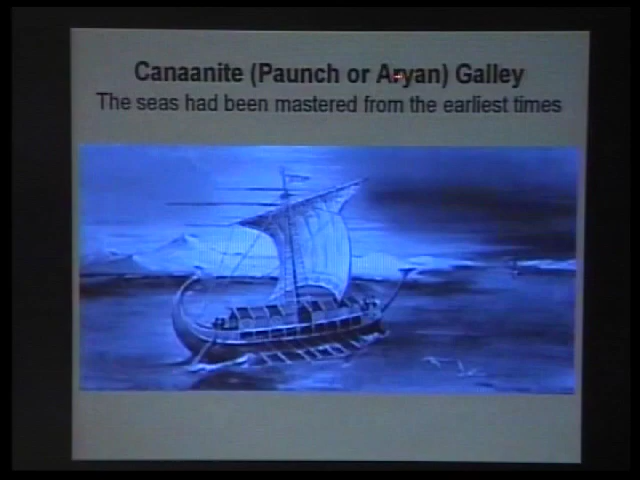 Canaanite (Paunch or Aryan) Galley
The seas had been mastered from the earliest times